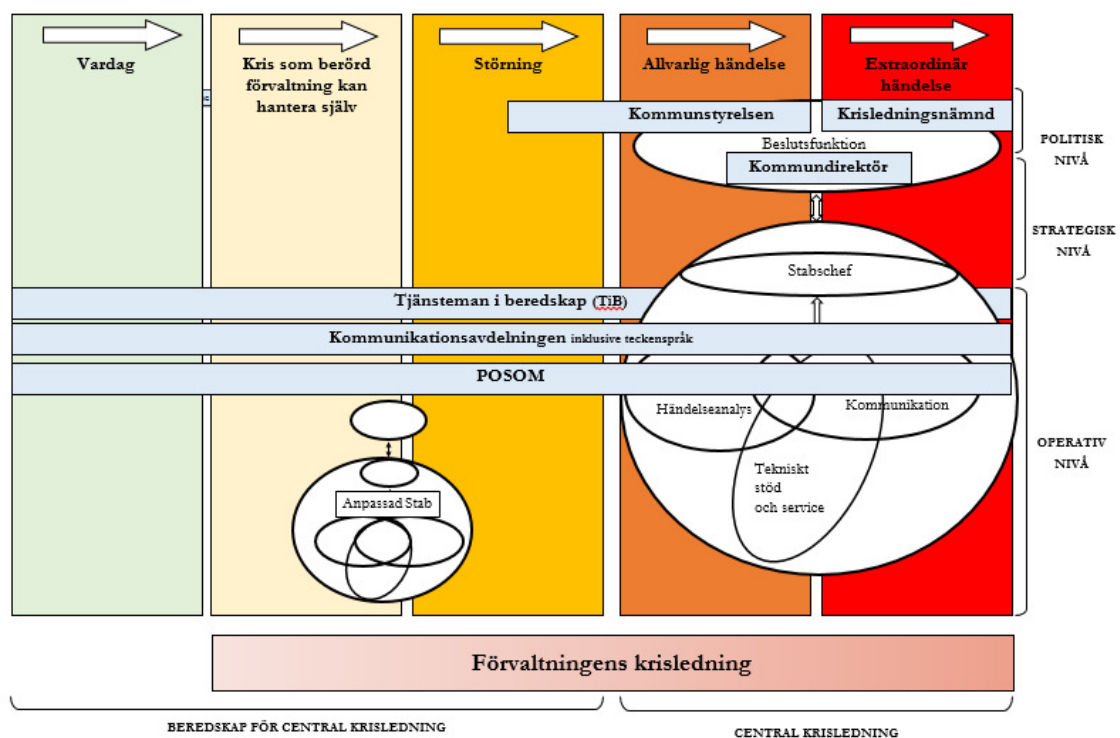 Vardag
Kris som berörd
förvaltning kan
hantera själv
Störning
Allvarlig händelse
Extraordinär
händelse
Kommunstyrelsen
Krisledningsnämnd
Beslutsfunktion
Kommundirektör
POLITISK
NIVÅ
STRATEGISK
NIVÅ
Stabschef
Tjänsteman i beredskap (TiB)
Kommunikationsavdelningen inklusive teckenspråk
POSOM
Händelseanalys
Kommunikation
Tekniskt
stöd
och service
Anpassad Stab
OPERATIV
NIVÅ
Förvaltningens krisledning
BEREDSKAP FÖR CENTRAL KRISLEDNING
CENTRAL KRISLEDNING